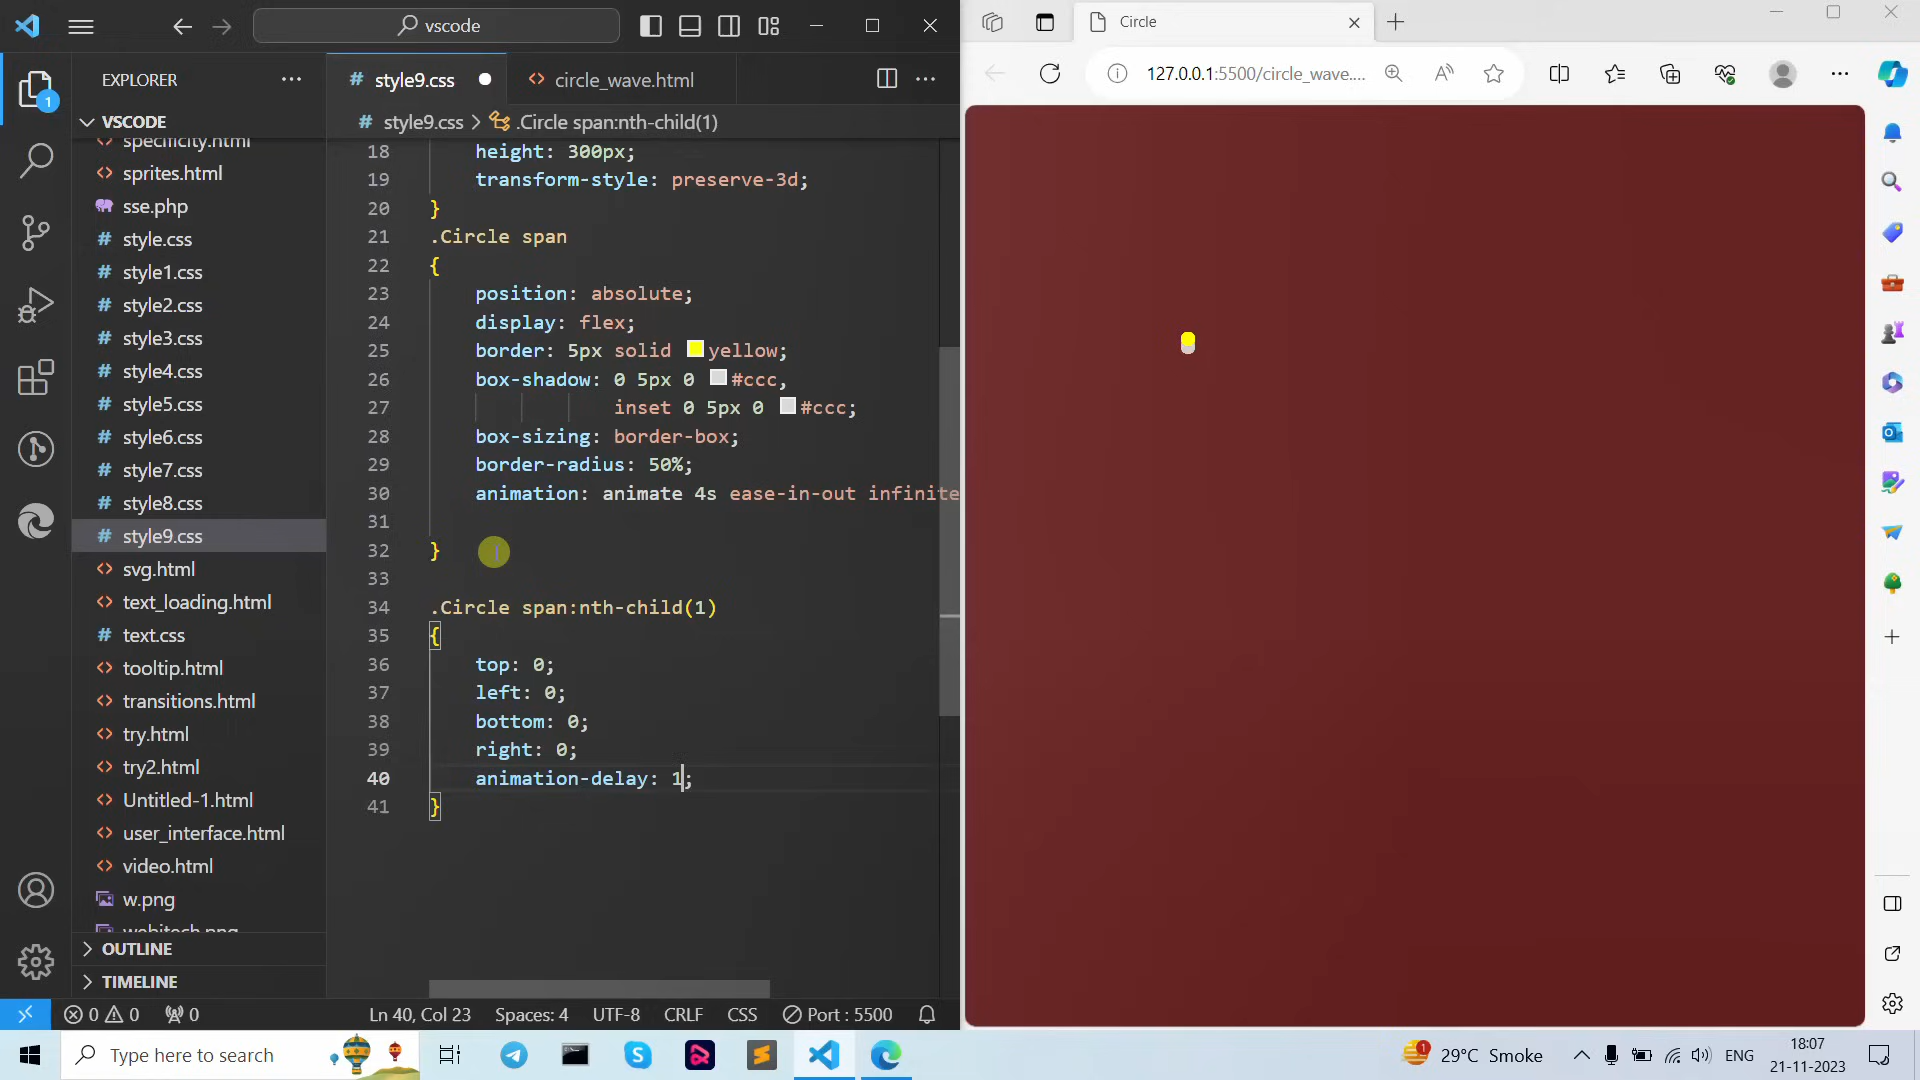 vscode
EXPLORER
1
VSCODE
specificity.html
sprites.html
sse.php
style.css
style1.css
style2.css
style3.css
style4.css
style5.css
style6.css
style7.css
style8.css
style9.css
svg.html
text_loading.html
text.css
tooltip.html
transitions.html
try.html
try2.html
Untitled-1.html
user_interface.html
video.html
w.png
webitech.png
OUTLINE
TIMELINE
style9.css
circle_wave.html
style9.css > .Circle span:nth-child(1)
18 height: 300px;
19 transform-style: preserve-3d;
20 }
21 .Circle span
22 {
23 position: absolute;
24 display: flex;
25 border: 5px solid yellow;
26 box-shadow: 0 5px 0 #ccc,
27 inset 0 5px 0 #ccc;
28 box-sizing: border-box;
29 border-radius: 50%;
30 animation: animate 4s ease-in-out infinite
31
32 }
33
34 .Circle span:nth-child(1)
35 {
36 top: 0;
37 left: 0;
38 bottom: 0;
39 right: 0;
40 animation-delay: 1;
41 }
0 0 0
Ln 40, Col 23
Spaces: 4
UTF-8
CRLF
CSS
Port : 5500
Circle
127.0.0.1:5500/circle_wave....
Type here to search
1
29°C Smoke
ENG
18:07
21-11-2023